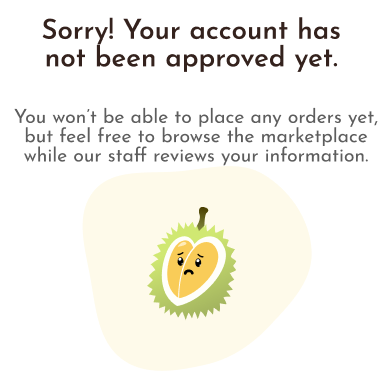 Sorry! Your account has
not been approved yet.
You won't be able to place any orders yet,
but feel free to browse the marketplace
while our staff reviews your information.